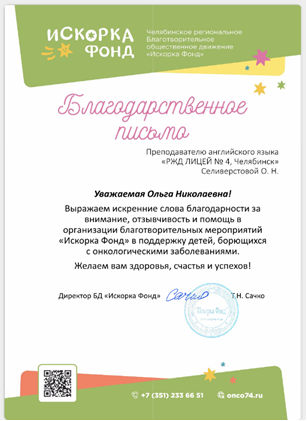 ИСКОРКА
ФОНД
Челябинское региональное
Благотворительное
общественное движение
«Искорка Фонд»
Благодарственное
письмо
Преподавателю английского языка
«РЖД ЛИЦЕЙ № 4, Челябинск»
Селиверстовой О. Н.
Уважаемая Ольга Николаевна!
Выражаем искренние слова благодарности за
внимание, отзывчивость и помощь в
организации благотворительных мероприятий
«Искорка Фонд» в поддержку детей, борющихся
с онкологическими заболеваниями.
Желаем вам здоровья, счастья и успехов!
Директор БД «Искорка Фонд» Сачко Т.Н. Сачко
"Искорка Фонд"
+7 (351) 233 66 51 onco74.ru